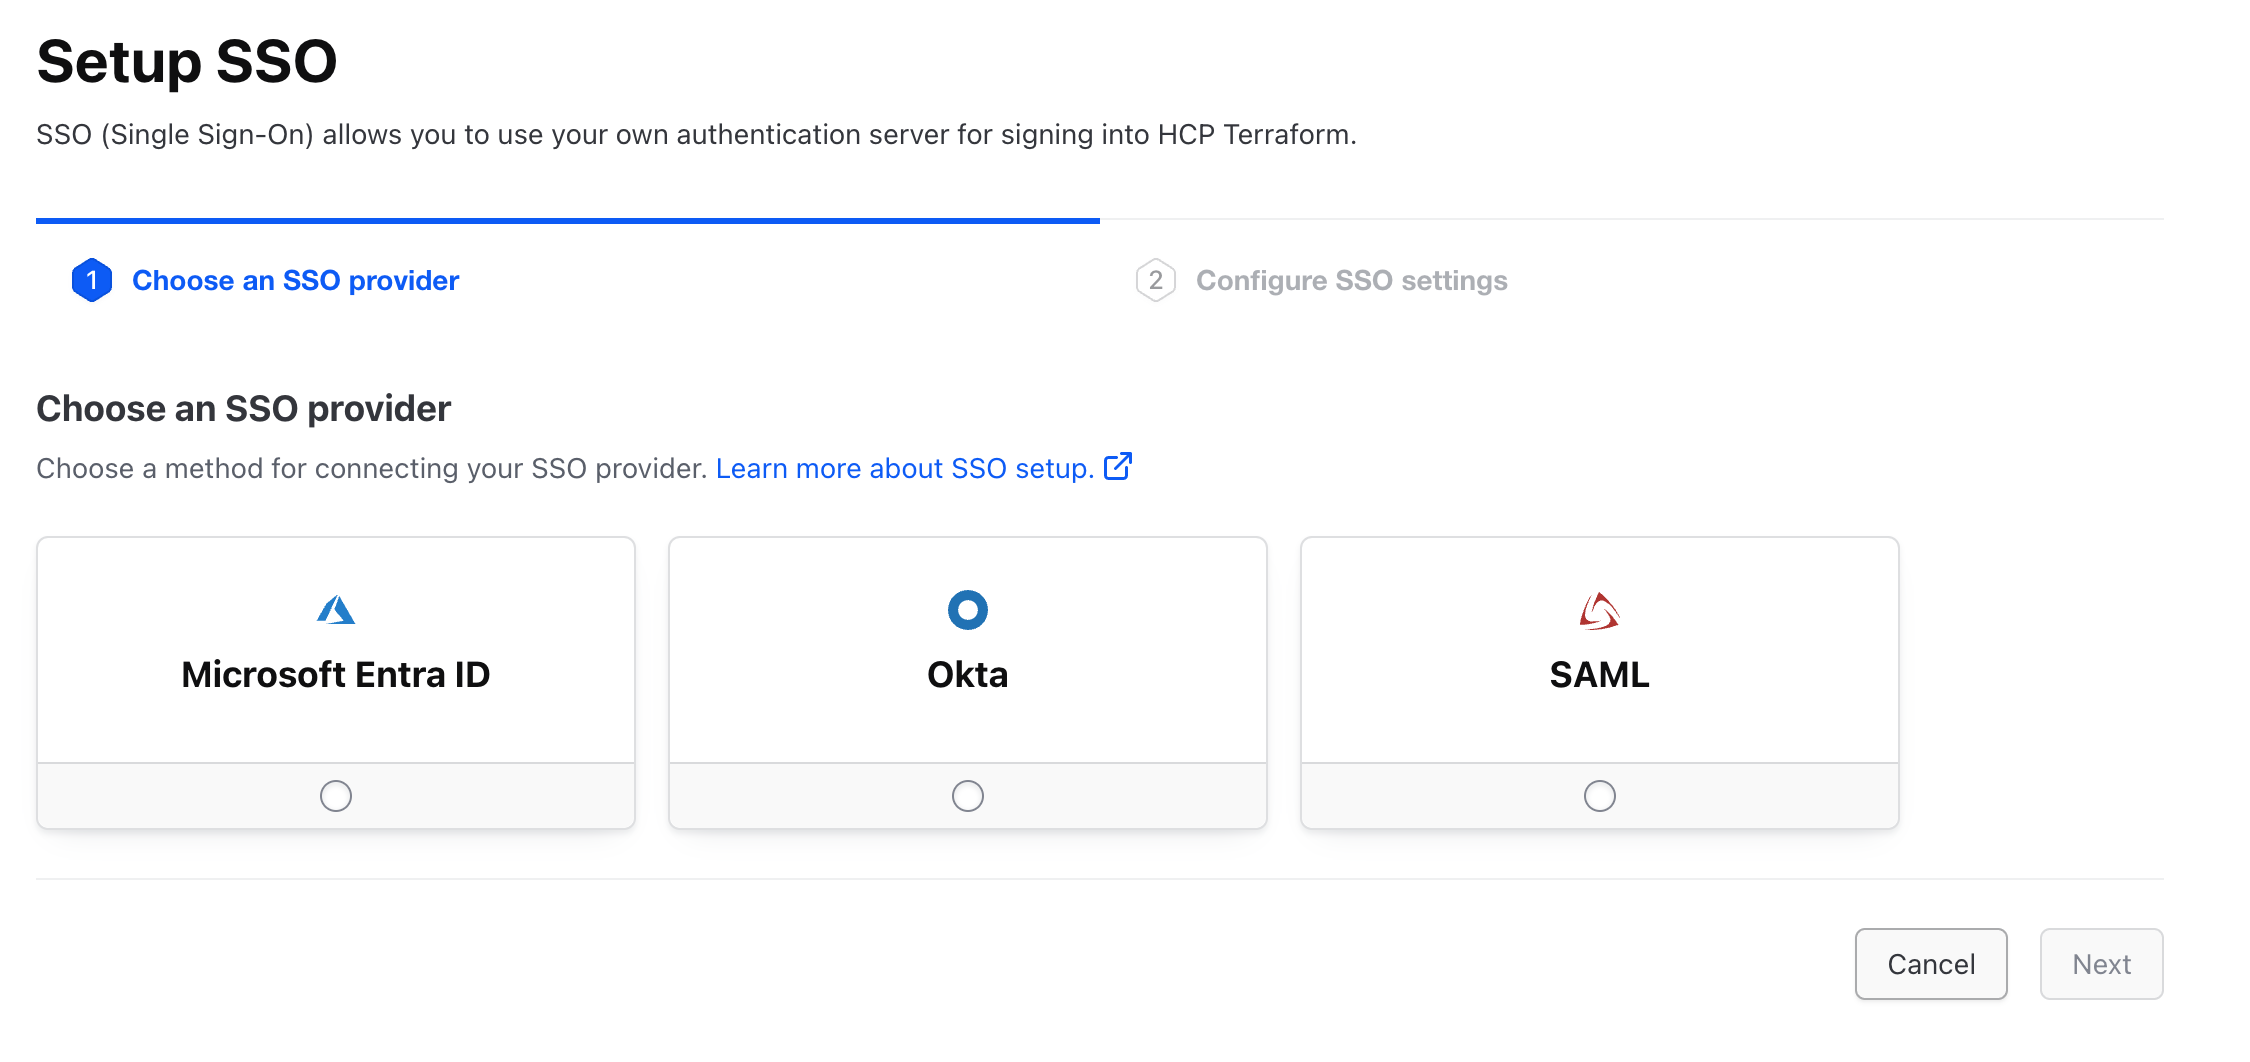 Setup SSO
SSO (Single Sign-On) allows you to use your own authentication server for signing into HCP Terraform.
1 Choose an SSO provider
2 Configure SSO settings
Choose an SSO provider
Choose a method for connecting your SSO provider. Learn more about SSO setup.
Microsoft Entra ID
Okta
SAML
Cancel
Next